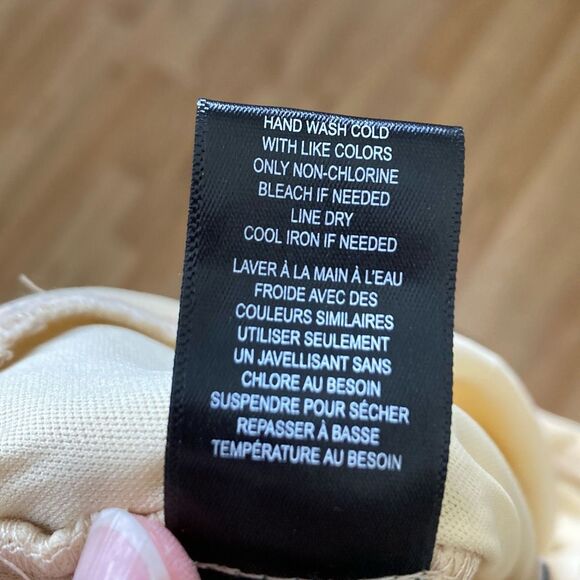 HAND WASH COLD
WITH LIKE COLORS
ONLY NON-CHLORINE
BLEACH IF NEEDED
LINE DRY
COOL IRON IF NEEDED
LAVER À LA MAIN À L'EAU
FROIDE AVEC DES
COULEURS SIMILAIRES
UTILISER SEULEMENT
UN JAVELLISANT SANS
CHLORE AU BESOIN
SUSPENDRE POUR SÉCHER
REPASSER À BASSE
TEMPÉRATURE AU BESOIN